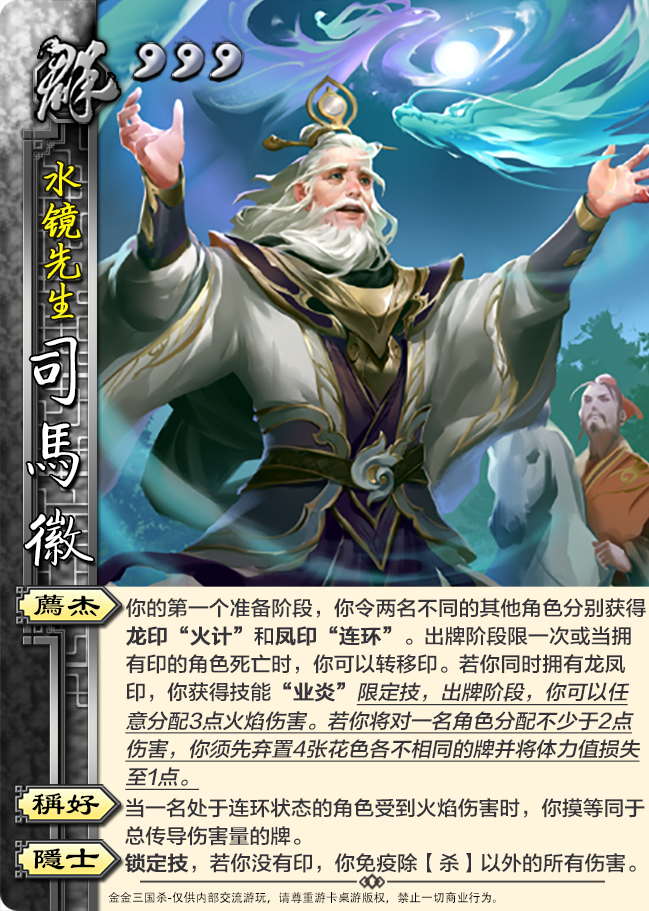 群
水镜先生
司馬徽
薦杰
你的第一个准备阶段，你令两名不同的其他角色分别获得
龙印“火计”和凤印“连环”。出牌阶段限一次或当拥
有印的角色死亡时，你可以转移印。若你同时拥有龙凤
印，你获得技能“业炎”限定技，出牌阶段，你可以任
意分配3点火焰伤害。若你将对一名角色分配不少于2点
伤害，你须先弃置4张花色各不相同的牌并将体力值损失
至1点。
稱好
当一名处于连环状态的角色受到火焰伤害时，你摸等同于
总传导伤害量的牌。
隱士
锁定技，若你没有印，你免疫除【杀】以外的所有伤害。
金金三国杀-仅供内部交流游玩，请尊重游卡桌游版权，禁止一切商业行为。